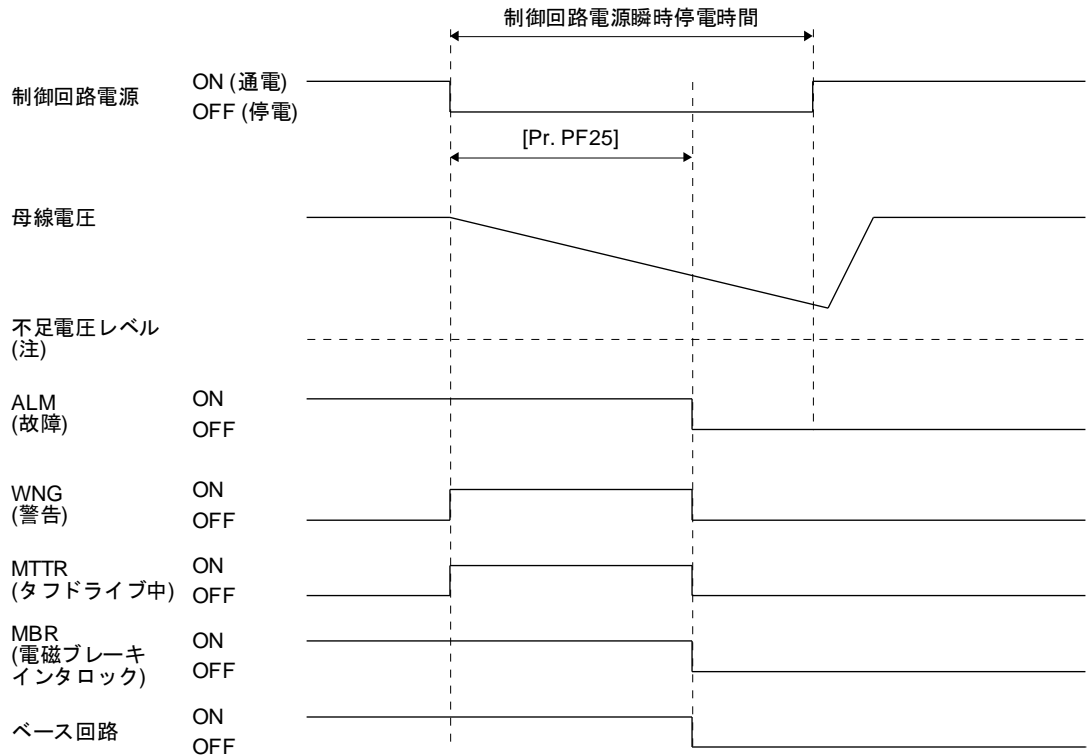 制御回路電源瞬時停電時間
制御回路電源
ON (通電)
OFF (停電)
[Pr. PF25]
母線電圧
不足電圧レベル
(注)
ALM
(故障)
ON
OFF
WNG
(警告)
ON
OFF
MTTR
(タフドライブ中)
ON
OFF
MBR
(電磁ブレーキ
インタロック)
ON
OFF
ベース回路
ON
OFF